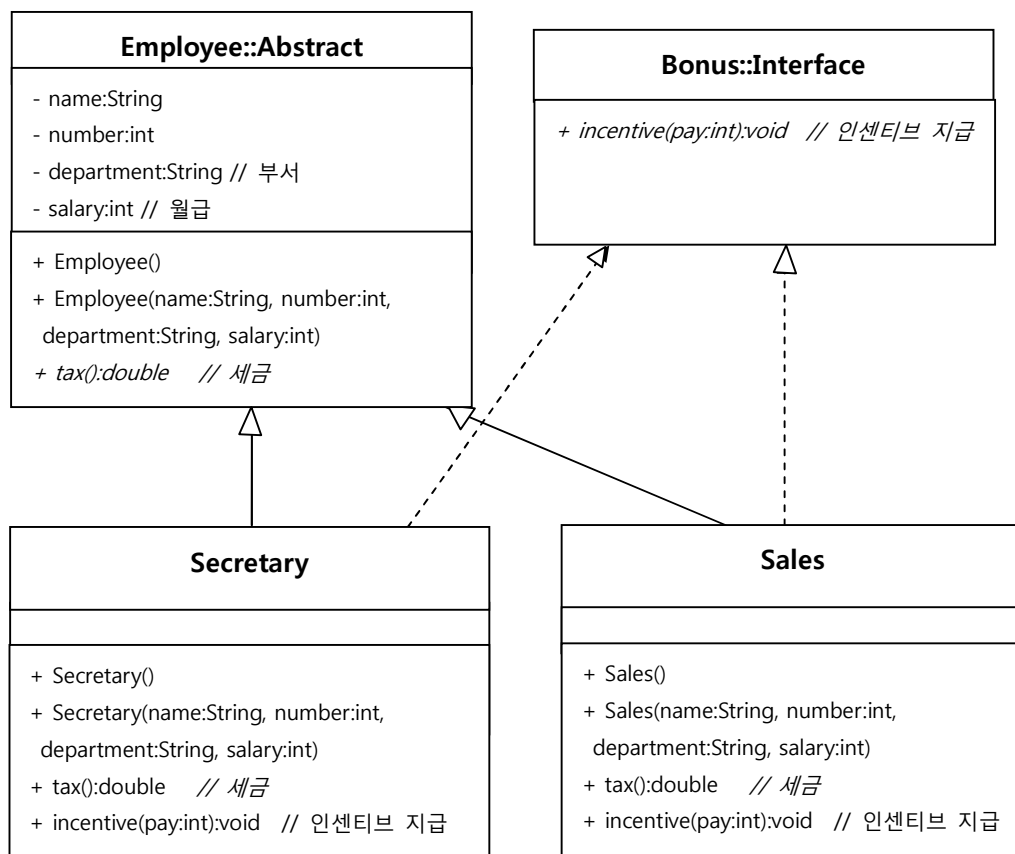 Employee::Abstract
- name:String
- number:int
- department:String // 부서
- salary:int // 월급
+ Employee()
+ Employee(name:String, number:int,
department:String, salary:int)
+ tax():double // 세금
Bonus::Interface
+ incentive(pay:int):void // 인센티브 지급
Secretary
+ Secretary()
+ Secretary(name:String, number:int,
department:String, salary:int)
+ tax():double // 세금
+ incentive(pay:int):void // 인센티브 지급
Sales
+ Sales()
+ Sales(name:String, number:int,
department:String, salary:int)
+ tax():double // 세금
+ incentive(pay:int):void // 인센티브 지급